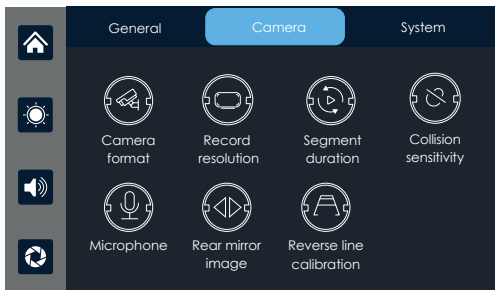 General
Camera
System
Camera
format
Record
resolution
Segment
duration
Collision
sensitivity
Microphone
Rear mirror
image
Reverse line
calibration